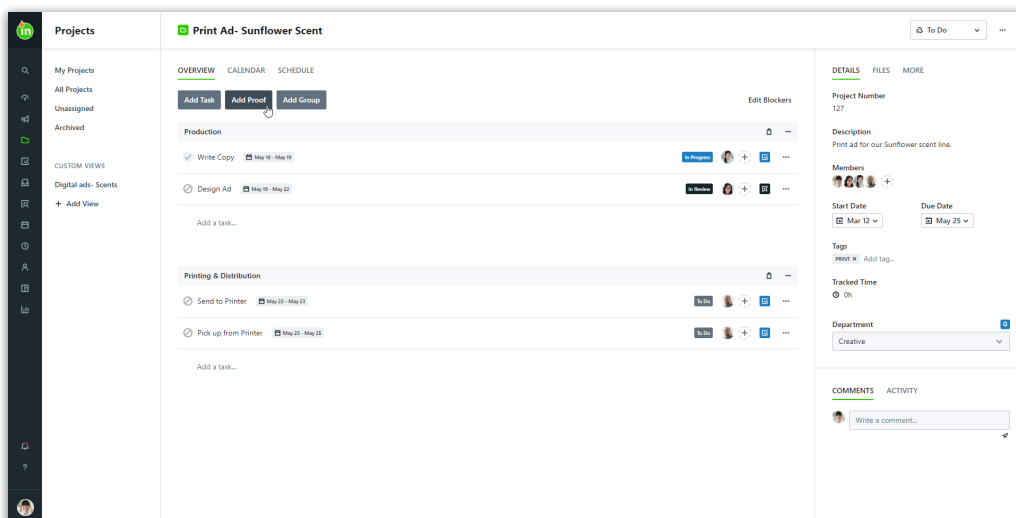 in
Projects
Print Ad- Sunflower Scent
To Do
My Projects
All Projects
Unassigned
Archived
CUSTOM VIEWS
Digital ads- Scents
+ Add View
OVERVIEW CALENDAR SCHEDULE
Add Task Add Proof Add Group
Edit Blockers
Production
Write Copy May 18 - May 19 In Progress
Design Ad May 19 - May 22 In Review
Add a task...
Printing & Distribution
Send to Printer May 23 - May 23 To Do
Pick up from Printer May 25 - May 25 To Do
Add a task...
DETAILS FILES MORE
Project Number
127
Description
Print ad for our Sunflower scent line.
Members
Start Date Due Date
Mar 12 May 25
Tags
PRINT × Add tag...
Tracked Time
0h
Department
Creative
COMMENTS ACTIVITY
Write a comment...
?